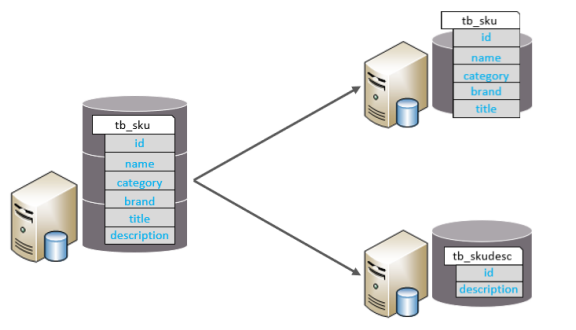 tb_sku
id
name
category
brand
title
description
tb_sku
id
name
category
brand
title
tb_skudesc
id
description